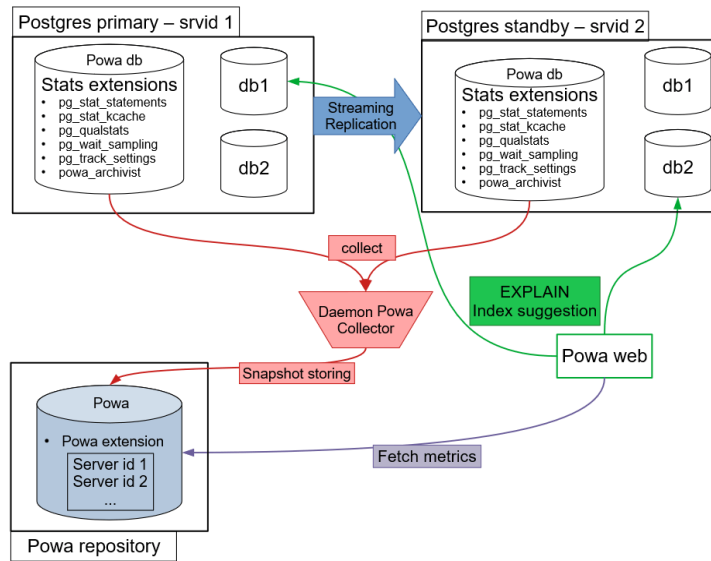 Postgres primary – srvid 1
Powa db
Stats extensions
• pg_stat_statements
• pg_stat_kcache
• pg_qualstats
• pg_wait_sampling
• pg_track_settings
• powa_archivist
db1
db2
Streaming
Replication
Postgres standby – srvid 2
Powa db
Stats extensions
• pg_stat_statements
• pg_stat_kcache
• pg_qualstats
• pg_wait_sampling
• pg_track_settings
• powa_archivist
db1
db2
collect
Daemon Powa
Collector
EXPLAIN
Index suggestion
Powa web
Snapshot storing
Powa
• Powa extension
Server id 1
Server id 2
...
Fetch metrics
Powa repository